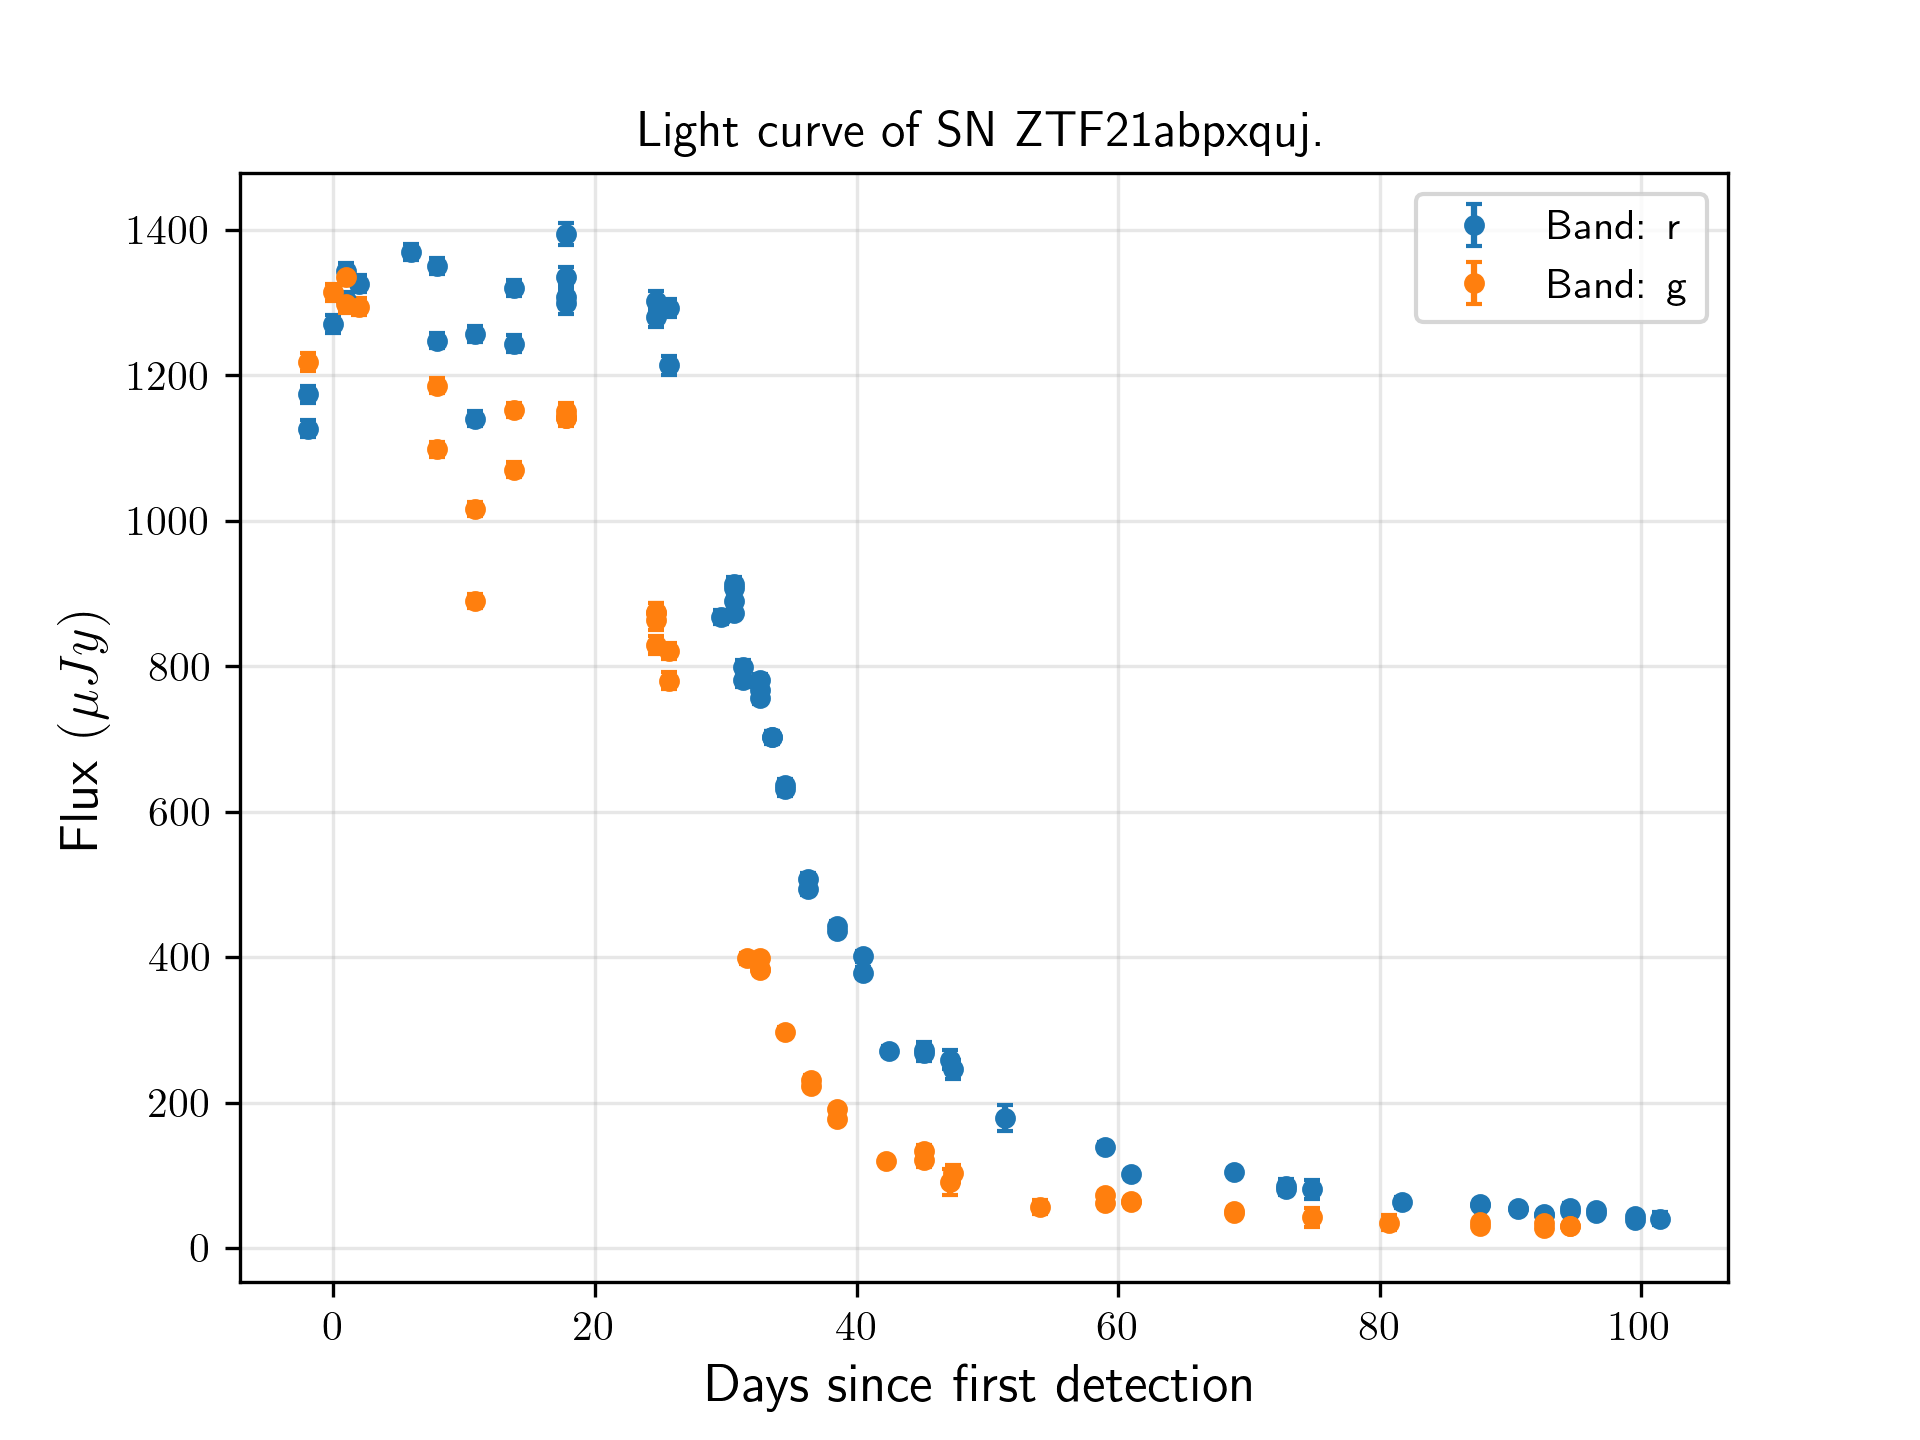 Light curve of SN ZTF21abpxquj.
Band: r
Band: g
1400
1200
1000
800
600
400
200
0
Flux (μJy)
0 20 40 60 80 100
Days since first detection